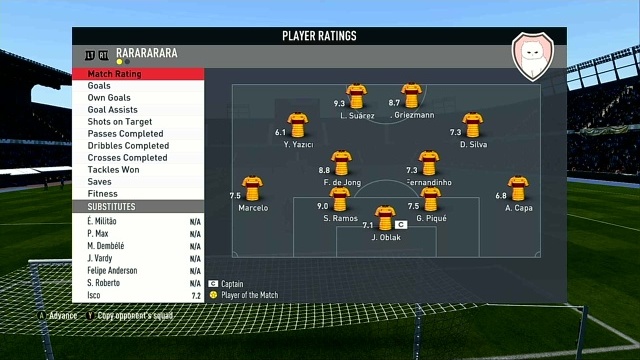 PLAYER RATINGS
LT RT RARARARARA
Match Rating
Goals
Own Goals
Goal Assists
Shots on Target
Passes Completed
Dribbles Completed
Crosses Completed
Tackles Won
Saves
Fitness
SUBSTITUTES
É. Militão N/A
P. Max N/A
M. Dembélé N/A
J. Vardy N/A
Felipe Anderson N/A
S. Roberto N/A
Isco 7.2
9.3 L. Suárez
8.7 . Griezmann
6.1 Y. Yazıcı
7.3 D. Silva
8.8 F. de Jong
7.3 Fernandinho
7.5 Marcelo
9.0 S. Ramos
7.5 G. Piqué
6.8 A. Capa
7.1 C J. Oblak
C Captain
Player of the Match
A Advance Y Copy opponent's squad